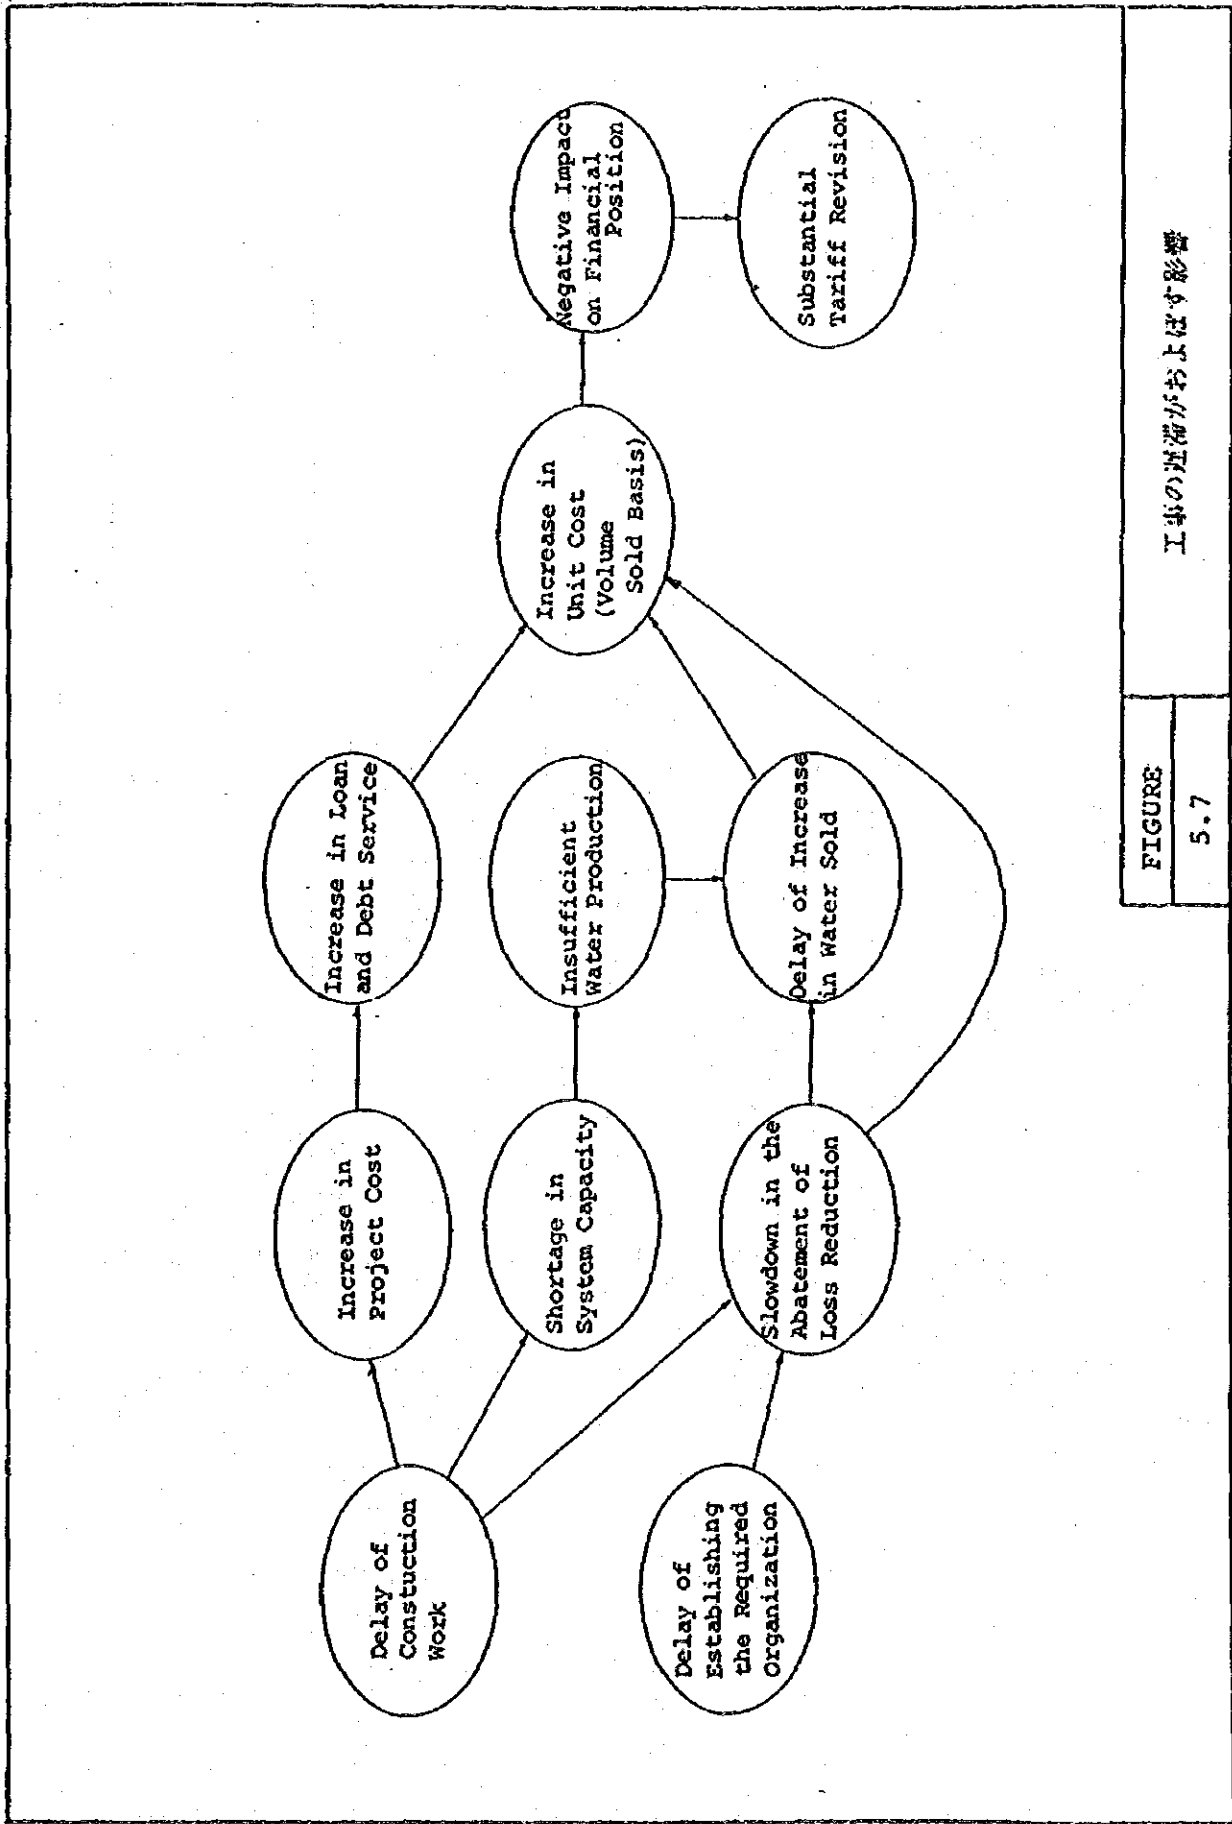 Delay of
Constuction
Work
Delay of
Establishing
the Required
Organization
Increase in
Project Cost
Shortage in
System Capacity
Slowdown in the
Abatement of
Loss Reduction
Increase in Loan
and Debt Service
Insufficient
Water Production
Delay of Increase
in Water Sold
Increase in
Unit Cost
(Volume
Sold Basis)
Negative Impact
on Financial
Position
Substantial
Tariff Revision
FIGURE
5.7
工事の遅滞がおよぼす影響